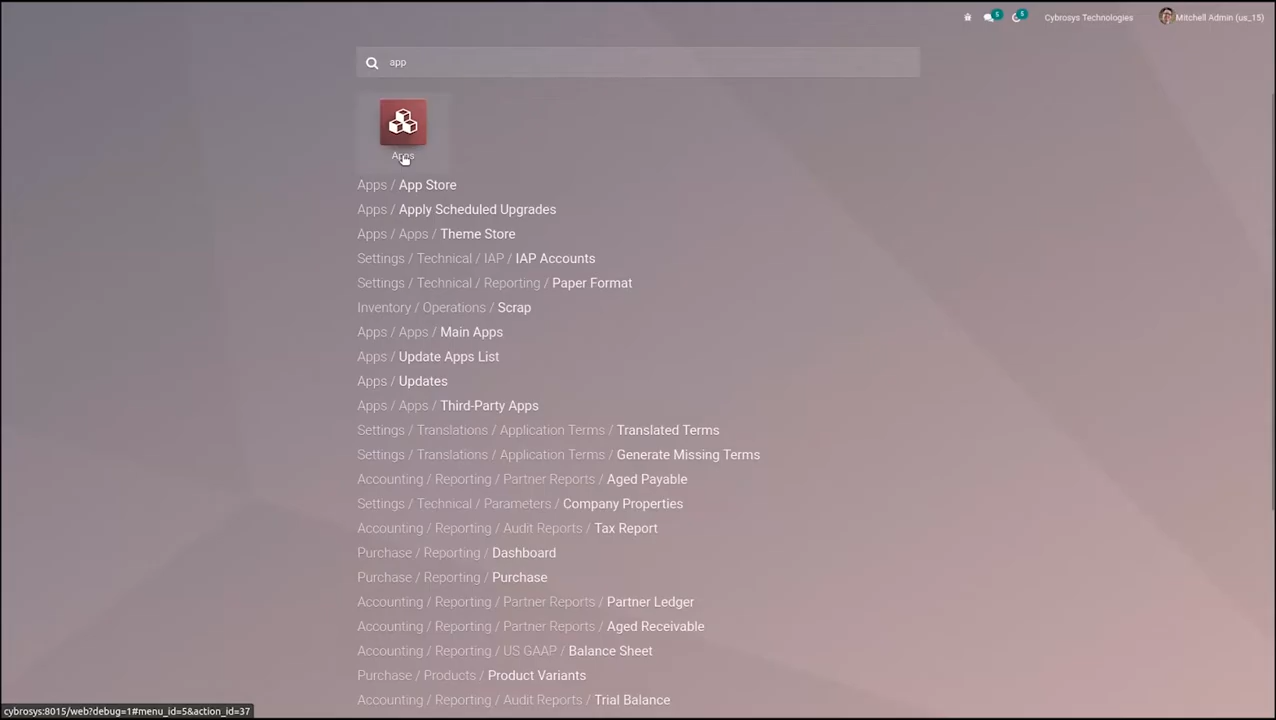 5
5
Cybrosys Technologies
Mitchell Admin (us_15)
app
Apps
Apps / App Store
Apps / Apply Scheduled Upgrades
Apps / Apps / Theme Store
Settings / Technical / IAP / IAP Accounts
Settings / Technical / Reporting / Paper Format
Inventory / Operations / Scrap
Apps / Apps / Main Apps
Apps / Update Apps List
Apps / Updates
Apps / Apps / Third-Party Apps
Settings / Translations / Application Terms / Translated Terms
Settings / Translations / Application Terms / Generate Missing Terms
Accounting / Reporting / Partner Reports / Aged Payable
Settings / Technical / Parameters / Company Properties
Accounting / Reporting / Audit Reports / Tax Report
Purchase / Reporting / Dashboard
Purchase / Reporting / Purchase
Accounting / Reporting / Partner Reports / Partner Ledger
Accounting / Reporting / Partner Reports / Aged Receivable
Accounting / Reporting / US GAAP / Balance Sheet
Purchase / Products / Product Variants
Accounting / Reporting / Audit Reports / Trial Balance
cybrosys:8015/web?debug=1#menu_id=5&action_id=37